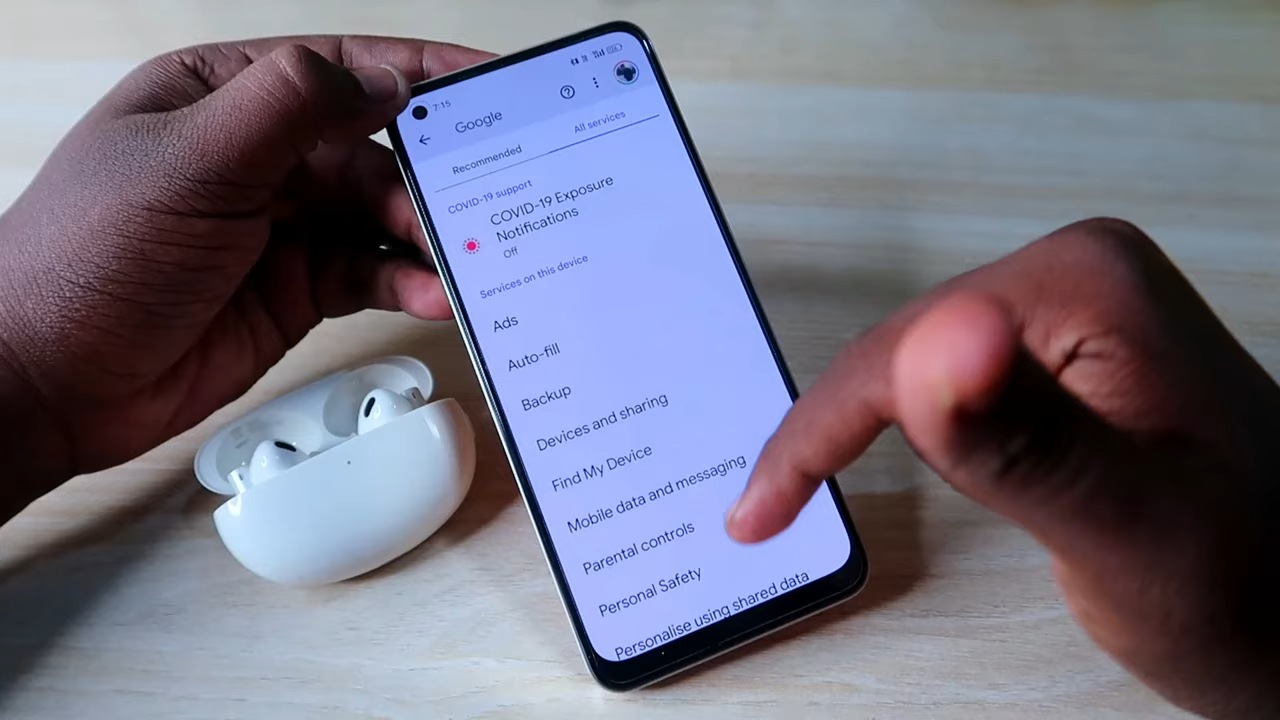 7:15
Google
Recommended
All services
COVID-19 support
COVID-19 Exposure
Notifications
Off
Services on this device
Ads
Auto-fill
Backup
Devices and sharing
Find My Device
Mobile data and messaging
Parental controls
Personal Safety
Personalise using shared data